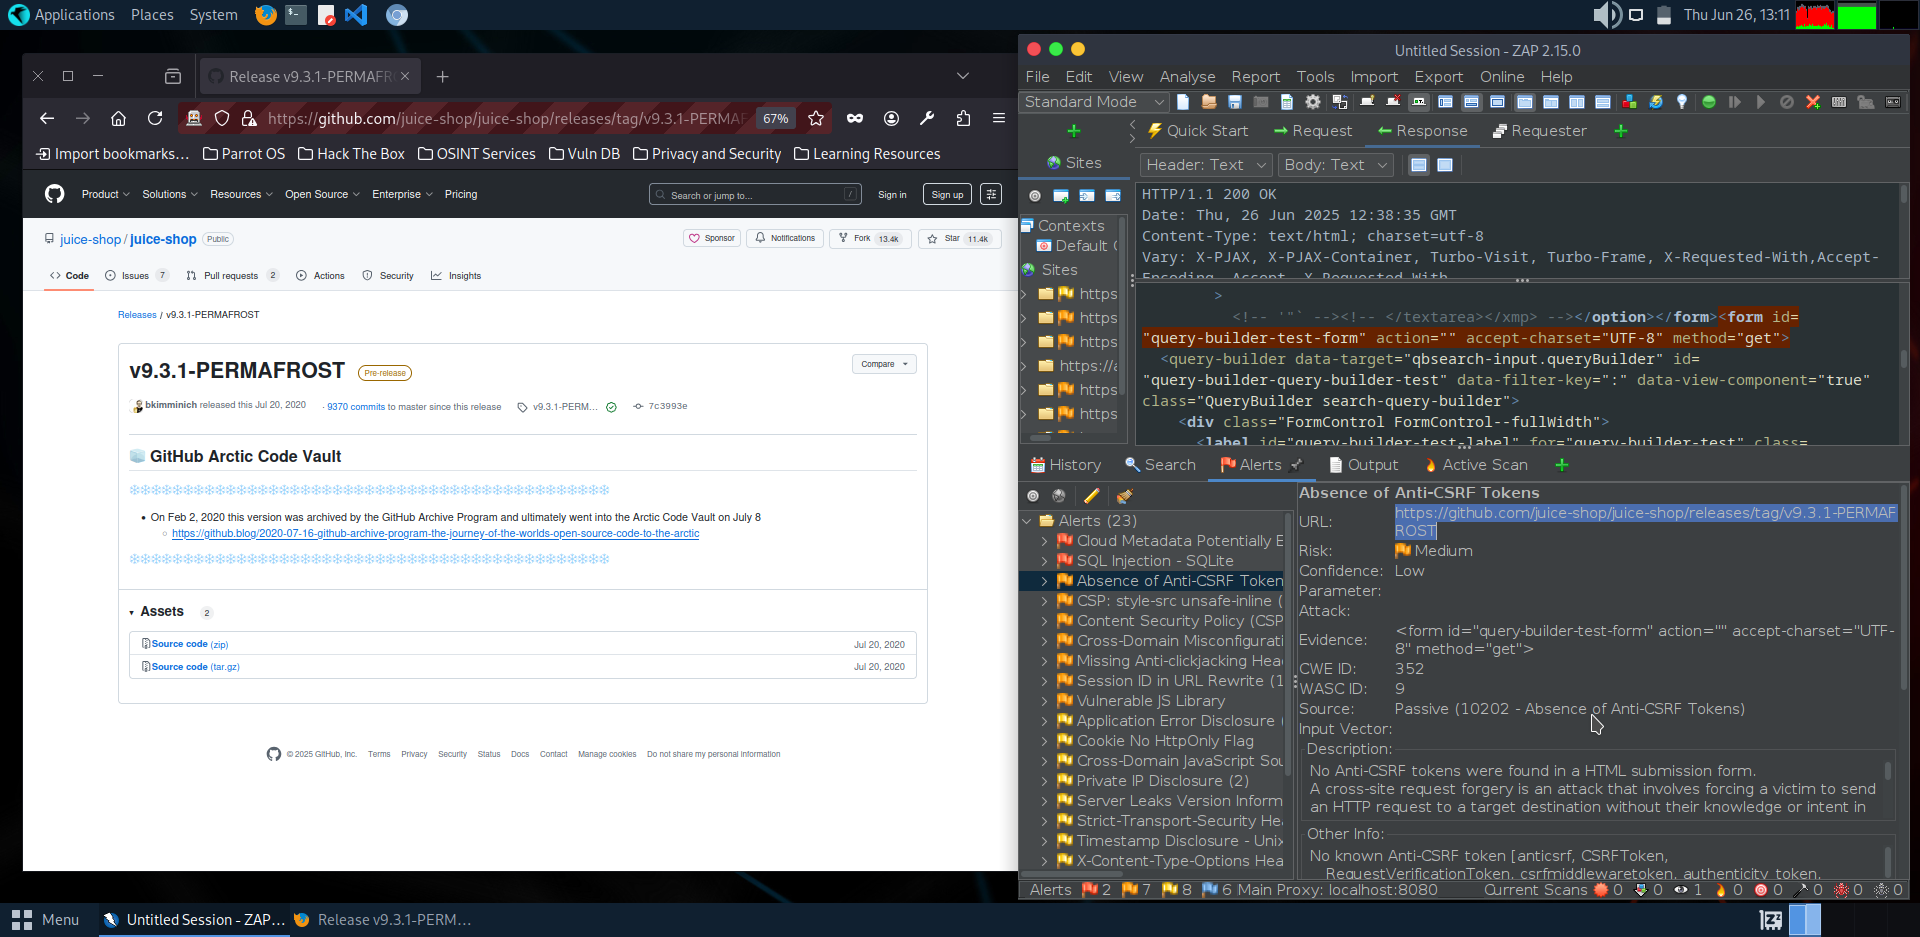 Applications Places System
Thu Jun 26, 13:11
Release v9.3.1-PERMAFR
https://github.com/juice-shop/juice-shop/releases/tag/v9.3.1-PERMAF
67%
Import bookmarks... Parrot OS Hack The Box OSINT Services Vuln DB Privacy and Security Learning Resources
Product Solutions Resources Open Source Enterprise Pricing
Search or jump to... /
Sign in Sign up
juice-shop / juice-shop Public
Sponsor Notifications Fork 13.4k Star 11.4k
Code Issues 7 Pull requests 2 Actions Security Insights
Releases / v9.3.1-PERMAFROST
v9.3.1-PERMAFROST Pre-release
Compare
bkimminich released this Jul 20, 2020 · 9370 commits to master since this release v9.3.1-PERM... 7c3993e
GitHub Arctic Code Vault
On Feb 2, 2020 this version was archived by the GitHub Archive Program and ultimately went into the Arctic Code Vault on July 8
https://github.blog/2020-07-16-github-archive-program-the-journey-of-the-worlds-open-source-code-to-the-arctic
Assets 2
Source code (zip) Jul 20, 2020
Source code (tar.gz) Jul 20, 2020
© 2025 GitHub, Inc. Terms Privacy Security Status Docs Contact Manage cookies Do not share my personal information
Untitled Session - ZAP 2.15.0
File Edit View Analyse Report Tools Import Export Online Help
Standard Mode
Quick Start Request Response Requester
Sites
Header: Text Body: Text
Contexts
Default
Sites
https
https
https
https://
https
https
HTTP/1.1 200 OK
Date: Thu, 26 Jun 2025 12:38:35 GMT
Content-Type: text/html; charset=utf-8
Vary: X-PJAX, X-PJAX-Container, Turbo-Visit, Turbo-Frame, X-Requested-With,Accept-
Encoding, Accept, X-Requested-With
>
<!-- '"` --><!-- </textarea></xmp> --></option></form><form id=
"query-builder-test-form" action="" accept-charset="UTF-8" method="get">
<query-builder data-target="qbsearch-input.queryBuilder" id=
"query-builder-query-builder-test" data-filter-key=":" data-view-component="true"
class="QueryBuilder search-query-builder">
<div class="FormControl FormControl--fullWidth">
<label id="query-builder-test-label" for="query-builder-test" class=
History Search Alerts Output Active Scan
Alerts (23)
Cloud Metadata Potentially E
SQL Injection - SQLite
Absence of Anti-CSRF Token
CSP: style-src unsafe-inline (
Content Security Policy (CSP
Cross-Domain Misconfigurati
Missing Anti-clickjacking Hea
Session ID in URL Rewrite (1
Vulnerable JS Library
Application Error Disclosure (
Cookie No HttpOnly Flag
Cross-Domain JavaScript Sou
Private IP Disclosure (2)
Server Leaks Version Inform
Strict-Transport-Security Hea
Timestamp Disclosure - Unix
X-Content-Type-Options Hea
Absence of Anti-CSRF Tokens
URL: https://github.com/juice-shop/juice-shop/releases/tag/v9.3.1-PERMAF
ROST
Risk: Medium
Confidence: Low
Parameter:
Attack:
Evidence: <form id="query-builder-test-form" action="" accept-charset="UTF-
8" method="get">
CWE ID: 352
WASC ID: 9
Source: Passive (10202 - Absence of Anti-CSRF Tokens)
Input Vector:
Description:
No Anti-CSRF tokens were found in a HTML submission form.
A cross-site request forgery is an attack that involves forcing a victim to send
an HTTP request to a target destination without their knowledge or intent in
Other Info:
No known Anti-CSRF token [anticsrf, CSRFToken,
RequestVerificationToken, csrfmiddlewaretoken, authenticity_token,
Alerts 2 7 8 6 Main Proxy: localhost:8080 Current Scans 0 0 1 0 0 0 0 0
Menu Untitled Session - ZAP... Release v9.3.1-PERM...